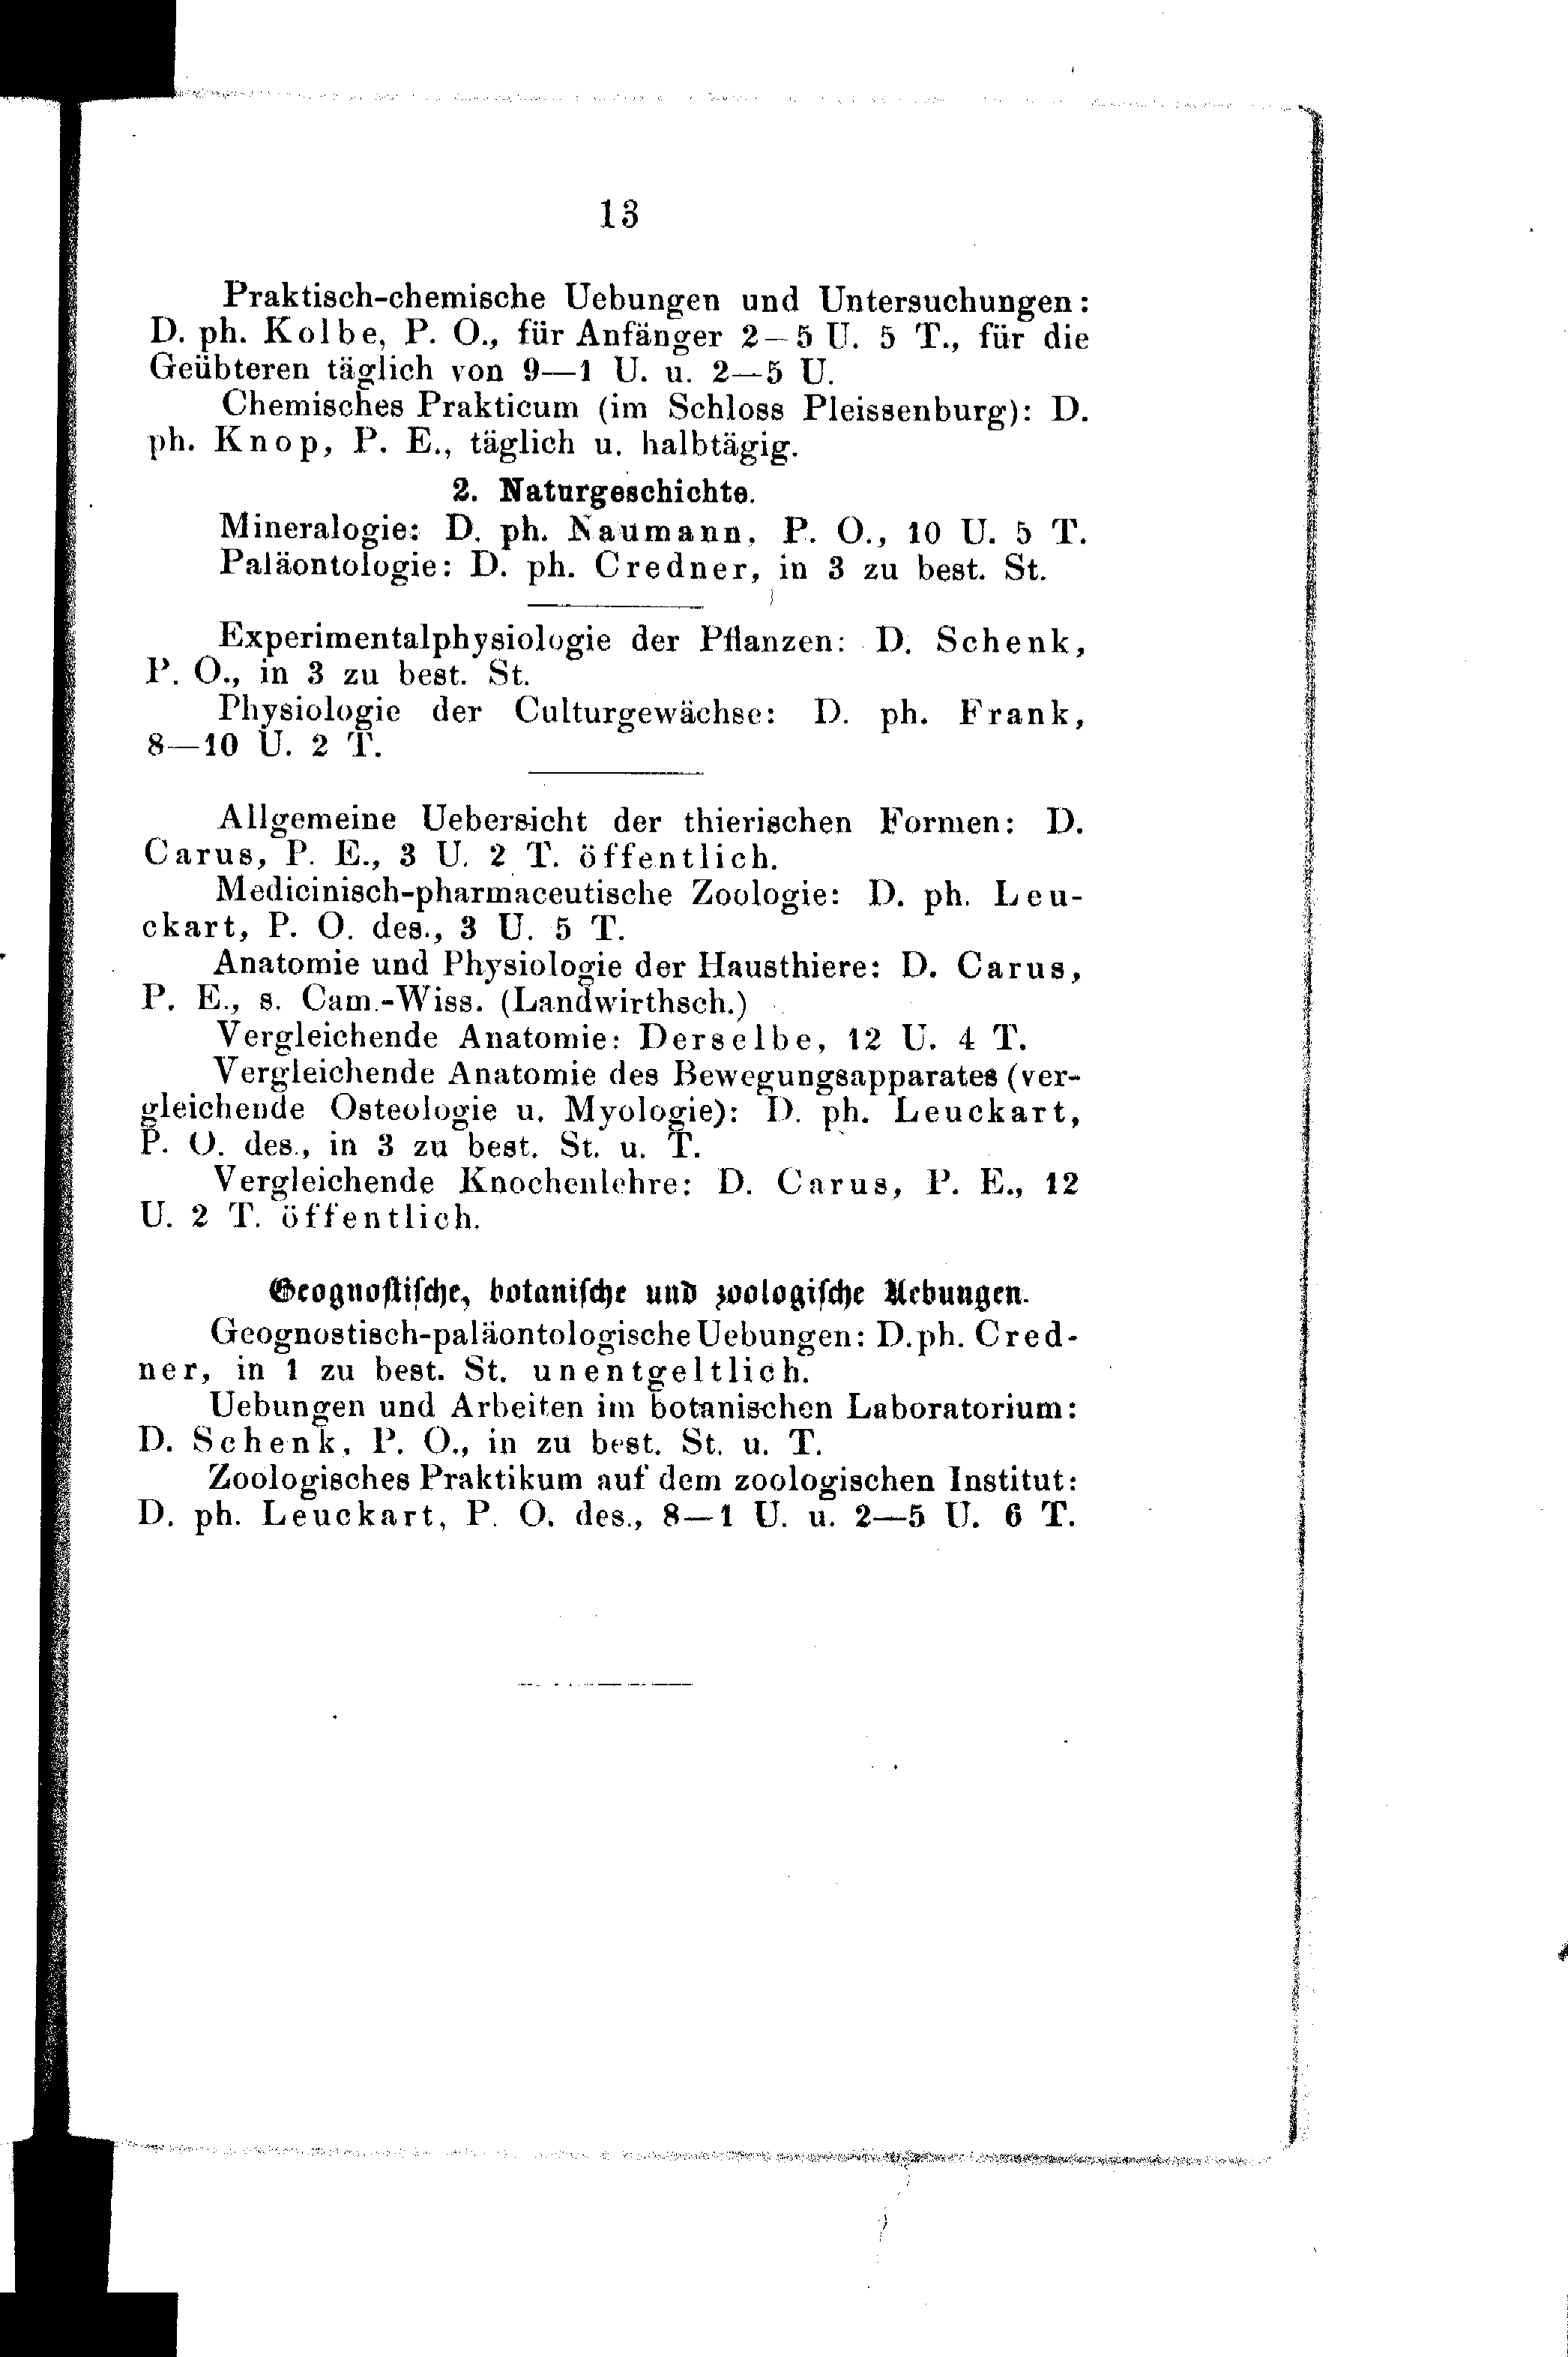 13
Praktisch-chemische Uebungen und Untersuchungen:
D. ph. Kolbe, P. O., für Anfänger 2—5 U. 5 T., für die
Geübteren täglich von 9—1 U. u. 2—5 U.
Chemisches Prakticum (im Schloss Pleissenburg): D.
ph. Knop, P. E., täglich u. halbtägig.
2. Naturgeschichte.
Mineralogie: D. ph. Naumann, P. O., 10 U. 5 T.
Paläontologie: D. ph. Credner, in 3 zu best. St.
Experimentalphysiologie der Pflanzen: D. Schenk,
P. O., in 3 zu best. St.
Physiologie der Culturgewächse: D. ph. Frank,
8—10 U. 2 T.
Allgemeine Uebersicht der thierischen Formen: D.
Carus, P. E., 3 U. 2 T. öffentlich.
Medicinisch-pharmaceutische Zoologie: D. ph. Leu-
ckart, P. O. des., 3 U. 5 T.
Anatomie und Physiologie der Hausthiere: D. Carus,
P. E., s. Cam.-Wiss. (Landwirthsch.)
Vergleichende Anatomie: Derselbe, 12 U. 4 T.
Vergleichende Anatomie des Bewegungsapparates (ver-
gleichende Osteologie u. Myologie): D. ph. Leuckart,
P. O. des., in 3 zu best. St. u. T.
Vergleichende Knochenlehre: D. Carus, P. E., 12
U. 2 T. öffentlich.
Geognostische, botanische und zoologische Uebungen.
Geognostisch-paläontologische Uebungen: D. ph. Cred-
ner, in 1 zu best. St. unentgeltlich.
Uebungen und Arbeiten im botanischen Laboratorium:
D. Schenk, P. O., in zu best. St. u. T.
Zoologisches Praktikum auf dem zoologischen Institut:
D. ph. Leuckart, P. O. des., 8—1 U. u. 2—5 U. 6 T.